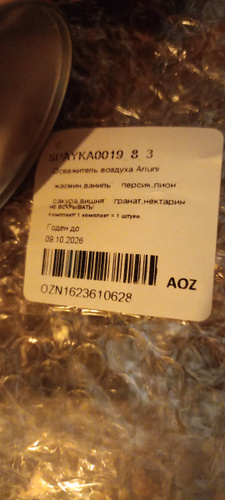 SPAYKA0019_8_3
Освежитель воздуха Ariuni
жасмин,ваниль персик,пион
сакура,вишня гранат,нектарин
не вскрывать!
Комплект 1 комплект = 1 штука
Годен до
09.10.2026
AOZ
OZN1623610628